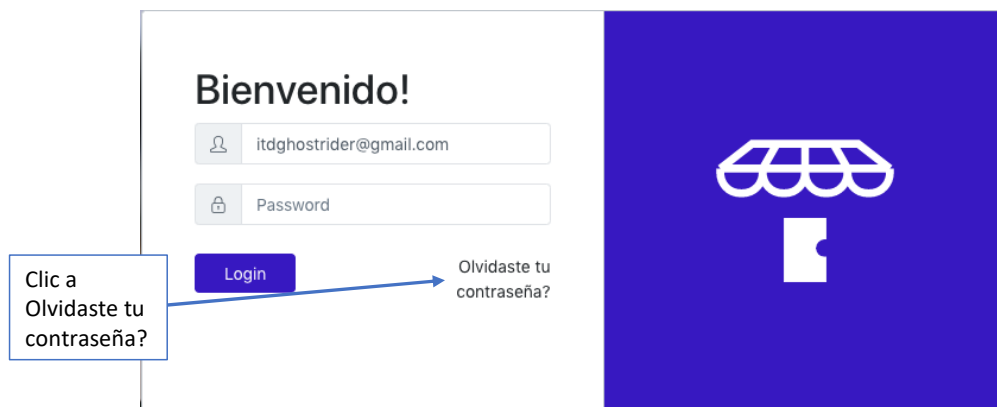 Bienvenido!
itdghostrider@gmail.com
Password
Login
Olvidaste tu
contraseña?
Clic a
Olvidaste tu
contraseña?